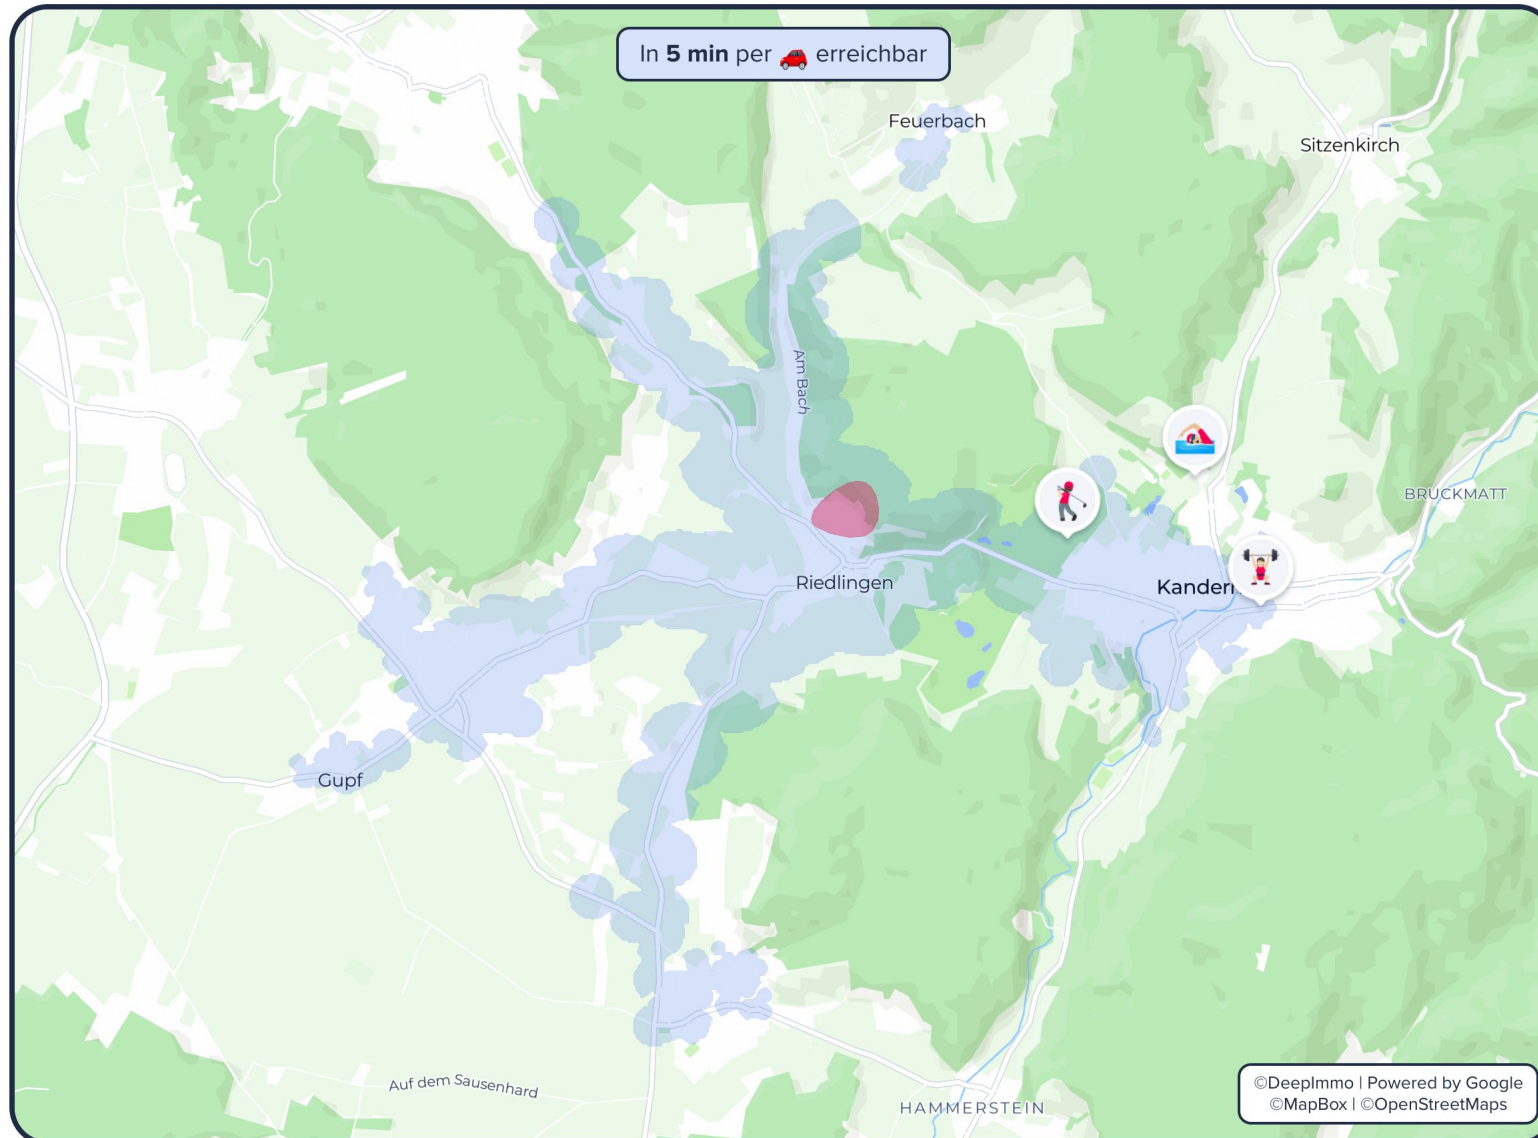 In 5 min per erreichbar
Feuerbach
Sitzenkirch
Am Bach
BRUCKMATT
Riedlingen
Kandern
Gupf
Auf dem Sausenhard
HAMMERSTEIN
©DeepImmo | Powered by Google
©MapBox | ©OpenStreetMaps